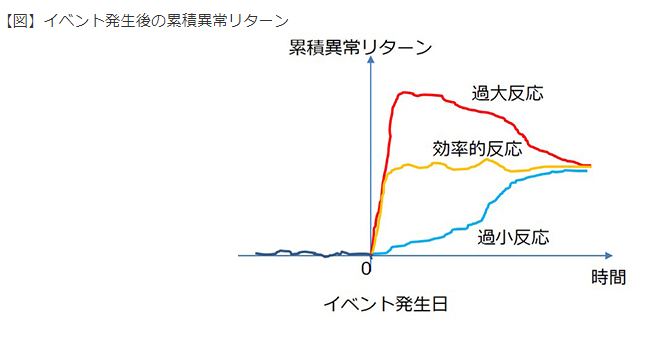 【図】イベント発生後の累積異常リターン
累積異常リターン
過大反応
効率的反応
過小反応
0
時間
イベント発生日